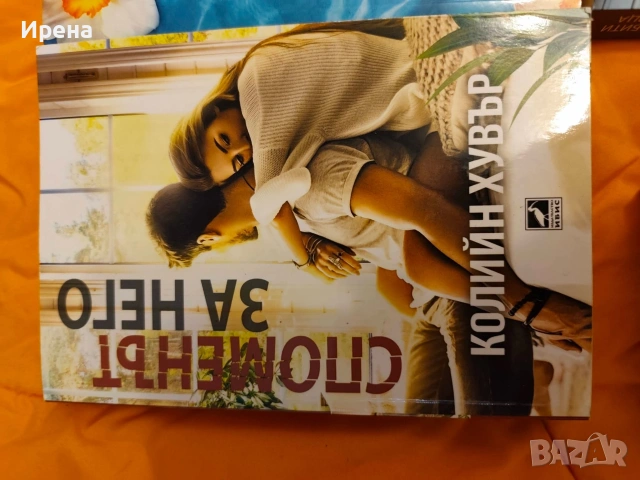 Ирена
СПОМЕНЪТ
ЗА НЕГО
КОЛИЙН ХУВЪР
ИБИС
BAZAR